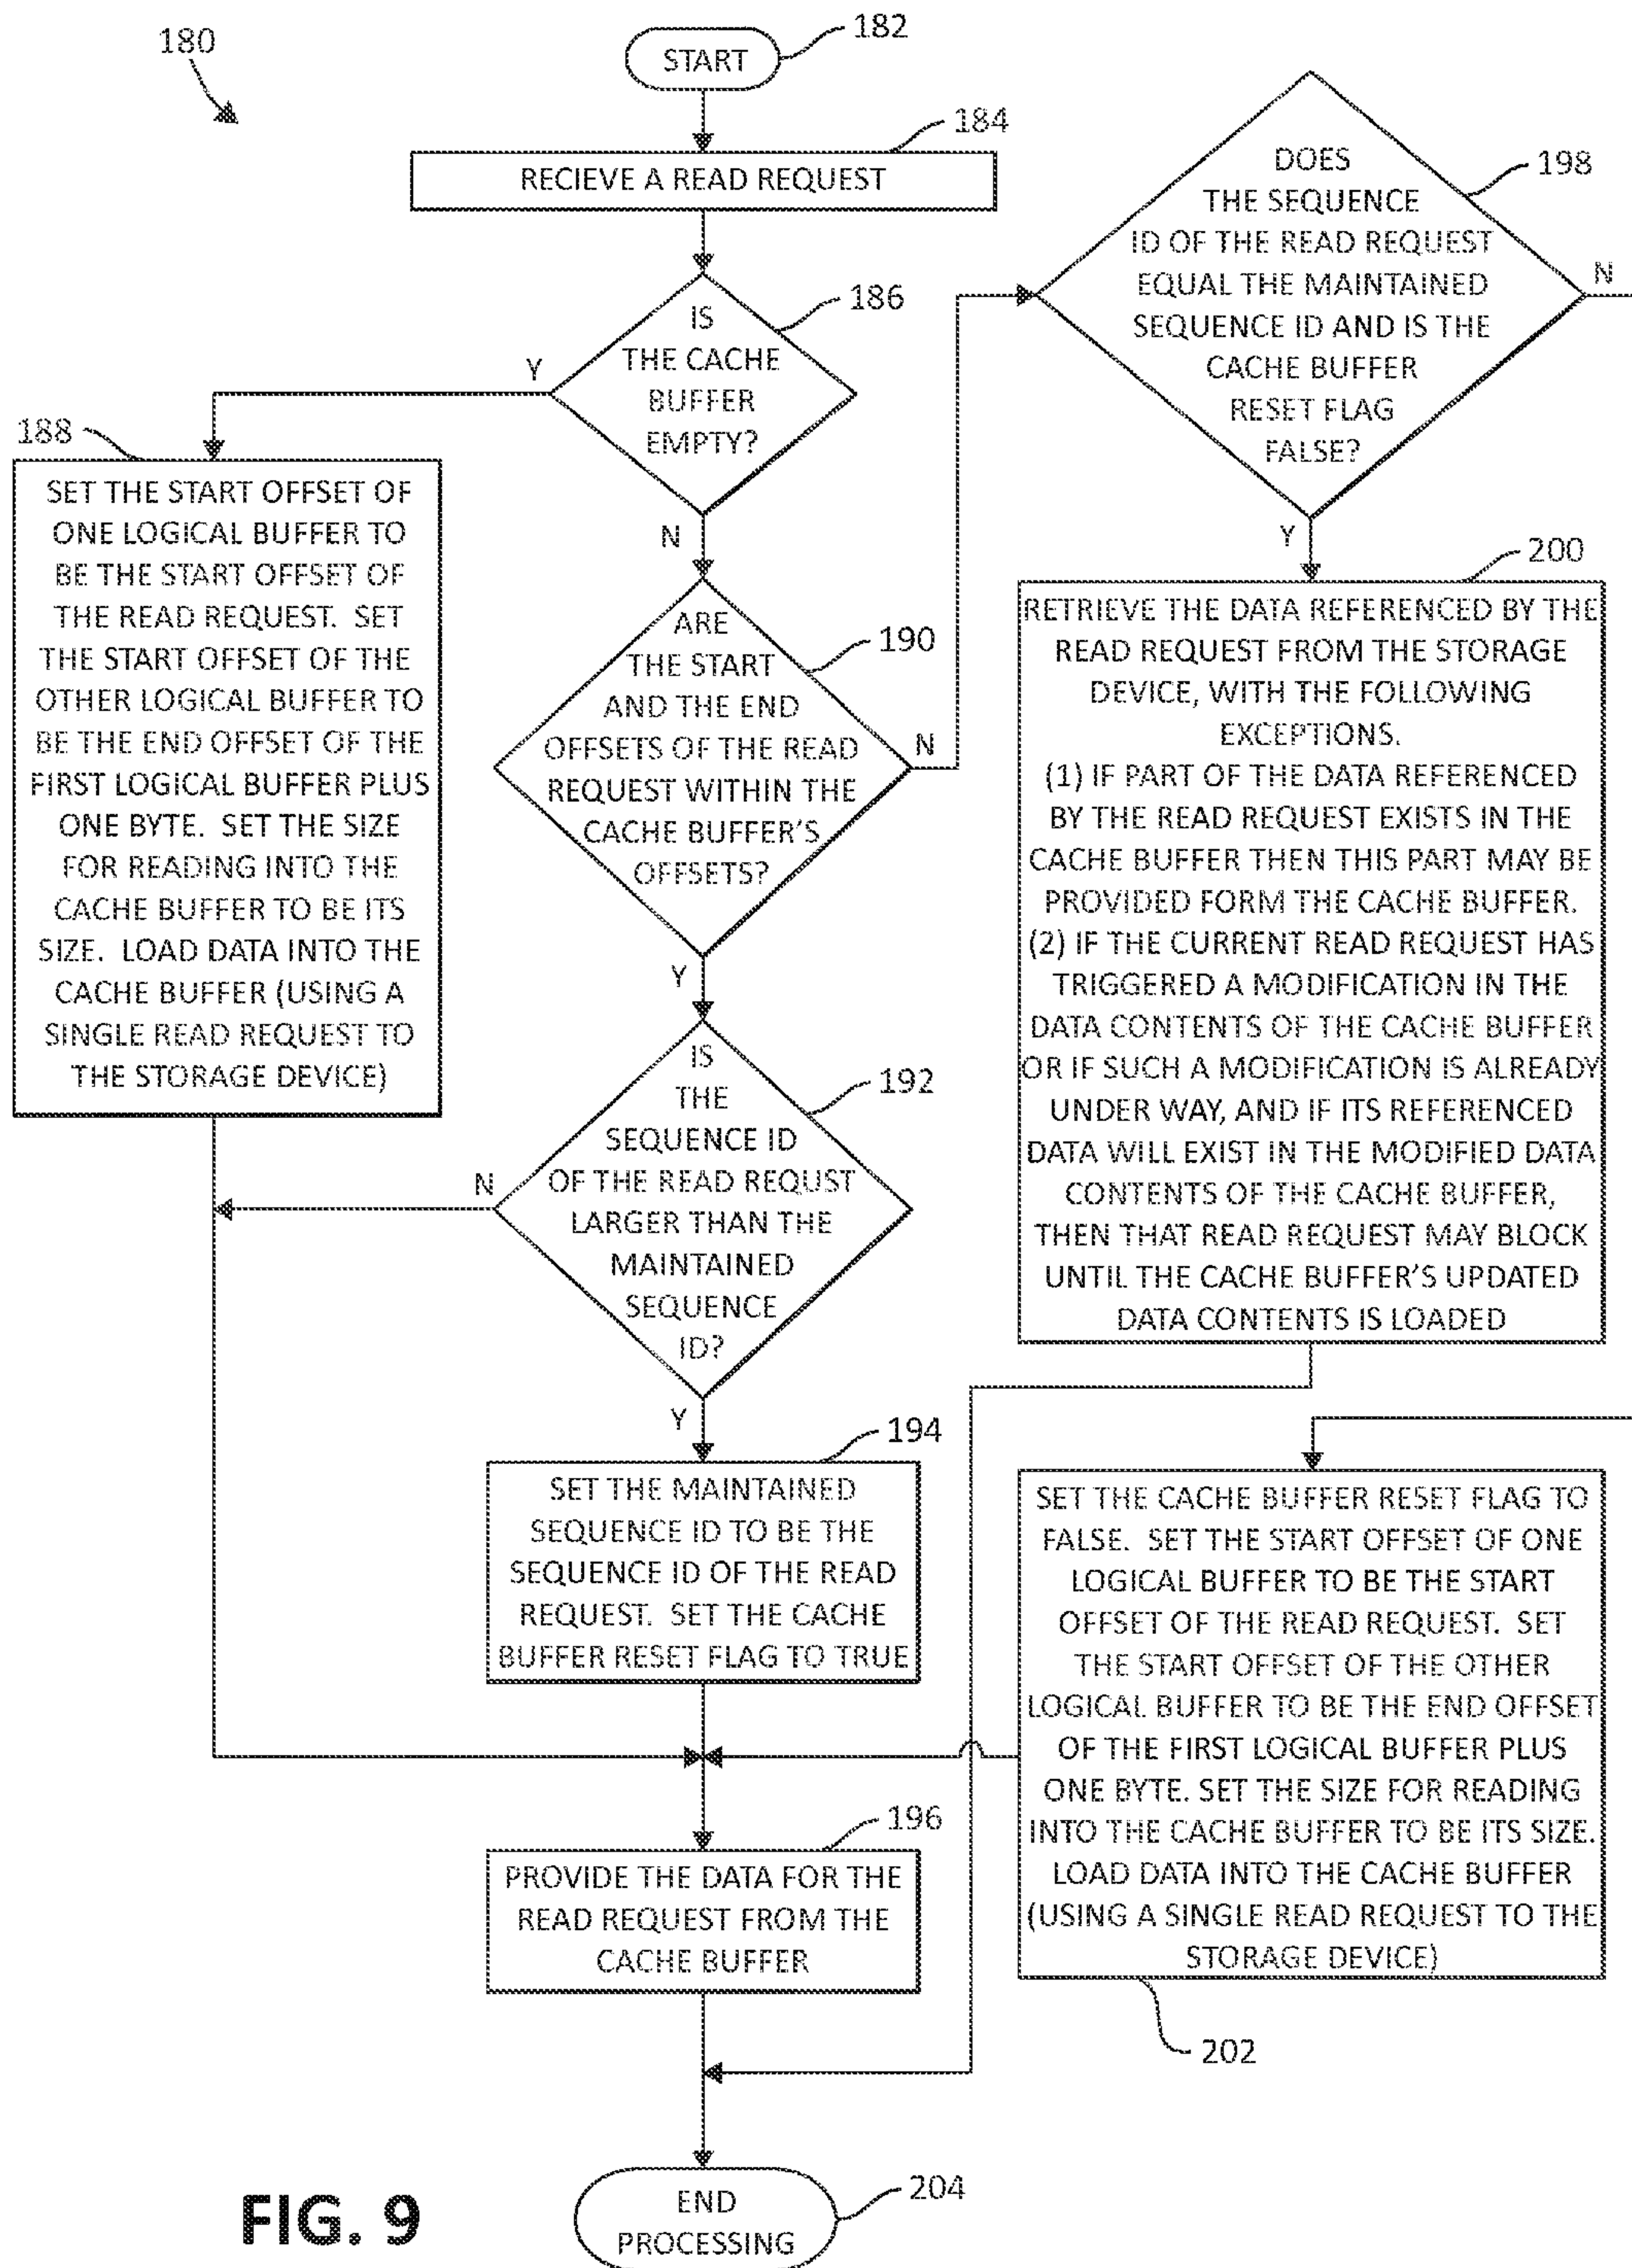 180
START
182
RECIEVE A READ REQUEST
184
IS
THE CACHE
BUFFER
EMPTY?
186
Y
N
188
SET THE START OFFSET OF
ONE LOGICAL BUFFER TO
BE THE START OFFSET OF
THE READ REQUEST. SET
THE START OFFSET OF THE
OTHER LOGICAL BUFFER TO
BE THE END OFFSET OF THE
FIRST LOGICAL BUFFER PLUS
ONE BYTE. SET THE SIZE
FOR READING INTO THE
CACHE BUFFER TO BE ITS
SIZE. LOAD DATA INTO THE
CACHE BUFFER (USING A
SINGLE READ REQUEST TO
THE STORAGE DEVICE)
ARE
THE START
AND THE END
OFFSETS OF THE READ
REQUEST WITHIN THE
CACHE BUFFER'S
OFFSETS?
190
N
Y
IS
THE
SEQUENCE ID
OF THE READ REQUST
LARGER THAN THE
MAINTAINED
SEQUENCE
ID?
192
N
Y
194
SET THE MAINTAINED
SEQUENCE ID TO BE THE
SEQUENCE ID OF THE READ
REQUEST. SET THE CACHE
BUFFER RESET FLAG TO TRUE
196
PROVIDE THE DATA FOR THE
READ REQUEST FROM THE
CACHE BUFFER
DOES
THE SEQUENCE
ID OF THE READ REQUEST
EQUAL THE MAINTAINED
SEQUENCE ID AND IS THE
CACHE BUFFER
RESET FLAG
FALSE?
198
N
Y
200
RETRIEVE THE DATA REFERENCED BY THE
READ REQUEST FROM THE STORAGE
DEVICE, WITH THE FOLLOWING
EXCEPTIONS.
(1) IF PART OF THE DATA REFERENCED
BY THE READ REQUEST EXISTS IN THE
CACHE BUFFER THEN THIS PART MAY BE
PROVIDED FORM THE CACHE BUFFER.
(2) IF THE CURRENT READ REQUEST HAS
TRIGGERED A MODIFICATION IN THE
DATA CONTENTS OF THE CACHE BUFFER
OR IF SUCH A MODIFICATION IS ALREADY
UNDER WAY, AND IF ITS REFERENCED
DATA WILL EXIST IN THE MODIFIED DATA
CONTENTS OF THE CACHE BUFFER,
THEN THAT READ REQUEST MAY BLOCK
UNTIL THE CACHE BUFFER'S UPDATED
DATA CONTENTS IS LOADED
SET THE CACHE BUFFER RESET FLAG TO
FALSE. SET THE START OFFSET OF ONE
LOGICAL BUFFER TO BE THE START
OFFSET OF THE READ REQUEST. SET
THE START OFFSET OF THE OTHER
LOGICAL BUFFER TO BE THE END OFFSET
OF THE FIRST LOGICAL BUFFER PLUS
ONE BYTE. SET THE SIZE FOR READING
INTO THE CACHE BUFFER TO BE ITS SIZE.
LOAD DATA INTO THE CACHE BUFFER
(USING A SINGLE READ REQUEST TO THE
STORAGE DEVICE)
202
END
PROCESSING
204
FIG. 9